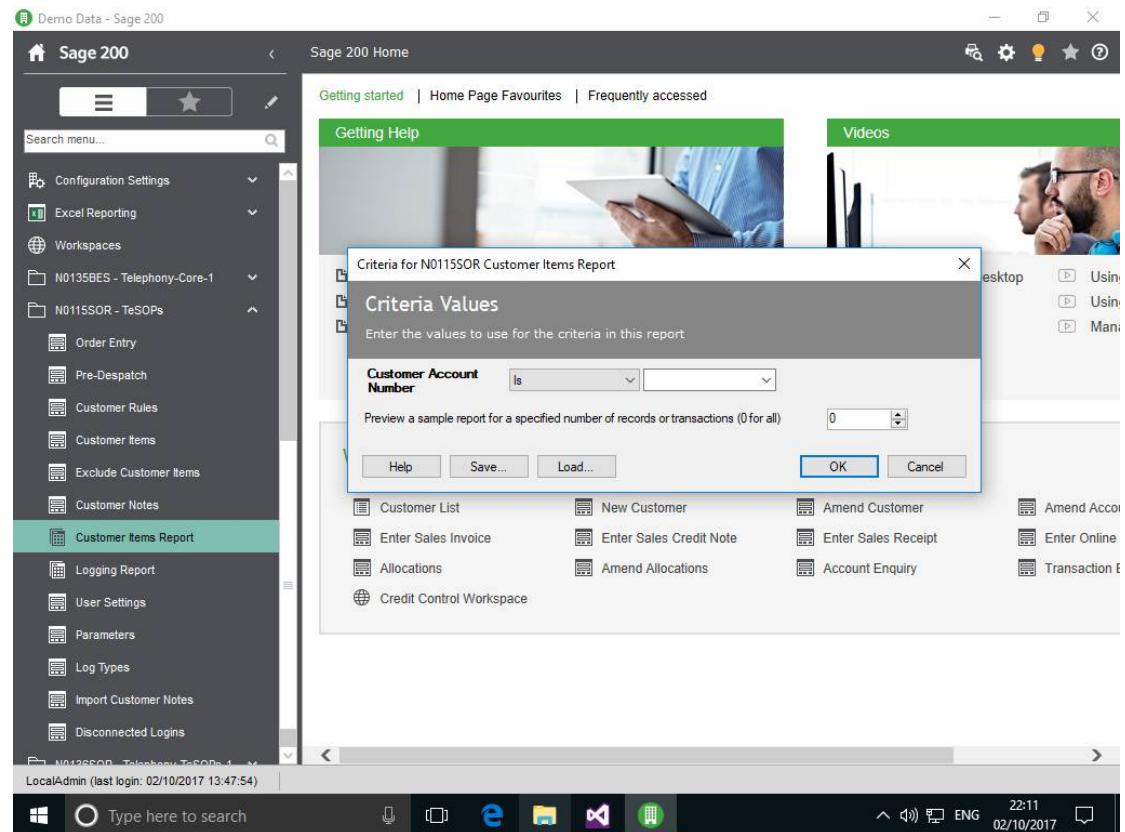 Demo Data - Sage 200
Sage 200
Sage 200 Home
Getting started | Home Page Favourites | Frequently accessed
Search menu...
Getting Help
Videos
Configuration Settings
Excel Reporting
Workspaces
N0135BES - Telephony-Core-1
N0115SOR - TeSOPs
Order Entry
Pre-Despatch
Customer Rules
Customer Items
Exclude Customer Items
Customer Notes
Customer Items Report
Logging Report
User Settings
Parameters
Log Types
Import Customer Notes
Disconnected Logins
Criteria for N0115SOR Customer Items Report
Criteria Values
Enter the values to use for the criteria in this report
Customer Account
Number
Is
Preview a sample report for a specified number of records or transactions (0 for all)
0
Help
Save...
Load...
OK
Cancel
esktop
Usin
Usin
Mana
Customer List
New Customer
Amend Customer
Amend Accou
Enter Sales Invoice
Enter Sales Credit Note
Enter Sales Receipt
Enter Online
Allocations
Amend Allocations
Account Enquiry
Transaction E
Credit Control Workspace
LocalAdmin (last login: 02/10/2017 13:47:54)
Type here to search
ENG
22:11
02/10/2017